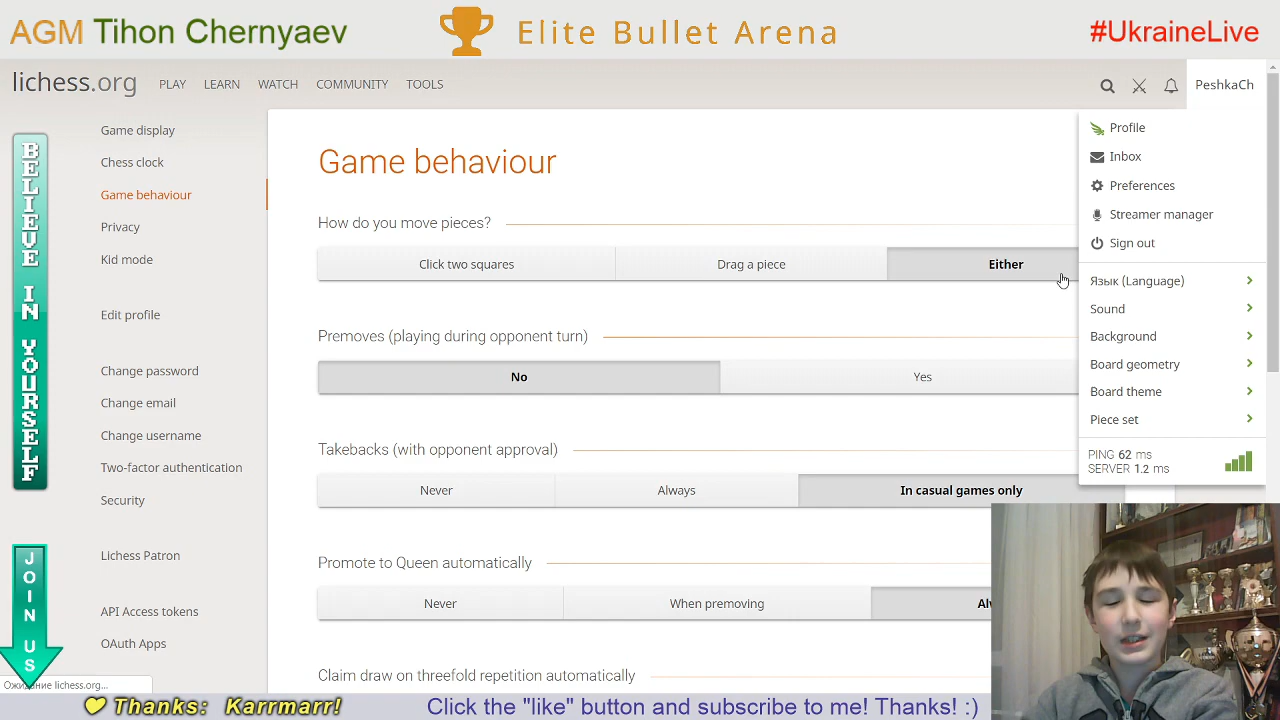 AGM Tihon Chernyaev
Elite Bullet Arena
#UkraineLive
lichess.org
PLAY LEARN WATCH COMMUNITY TOOLS
PeshkaCh
BELIEVE IN YOURSELF
JOIN US
Game display
Chess clock
Game behaviour
Privacy
Kid mode
Edit profile
Change password
Change email
Change username
Two-factor authentication
Security
Lichess Patron
API Access tokens
OAuth Apps
Ожидание lichess.org...
Game behaviour
How do you move pieces?
Click two squares Drag a piece Either
Premoves (playing during opponent turn)
No Yes
Takebacks (with opponent approval)
Never Always In casual games only
Promote to Queen automatically
Never When premoving
Claim draw on threefold repetition automatically
Profile
Inbox
Preferences
Streamer manager
Sign out
Язык (Language)
Sound
Background
Board geometry
Board theme
Piece set
PING 62 ms
SERVER 1.2 ms
Thanks: Karrmarr!
Click the "like" button and subscribe to me! Thanks! :)